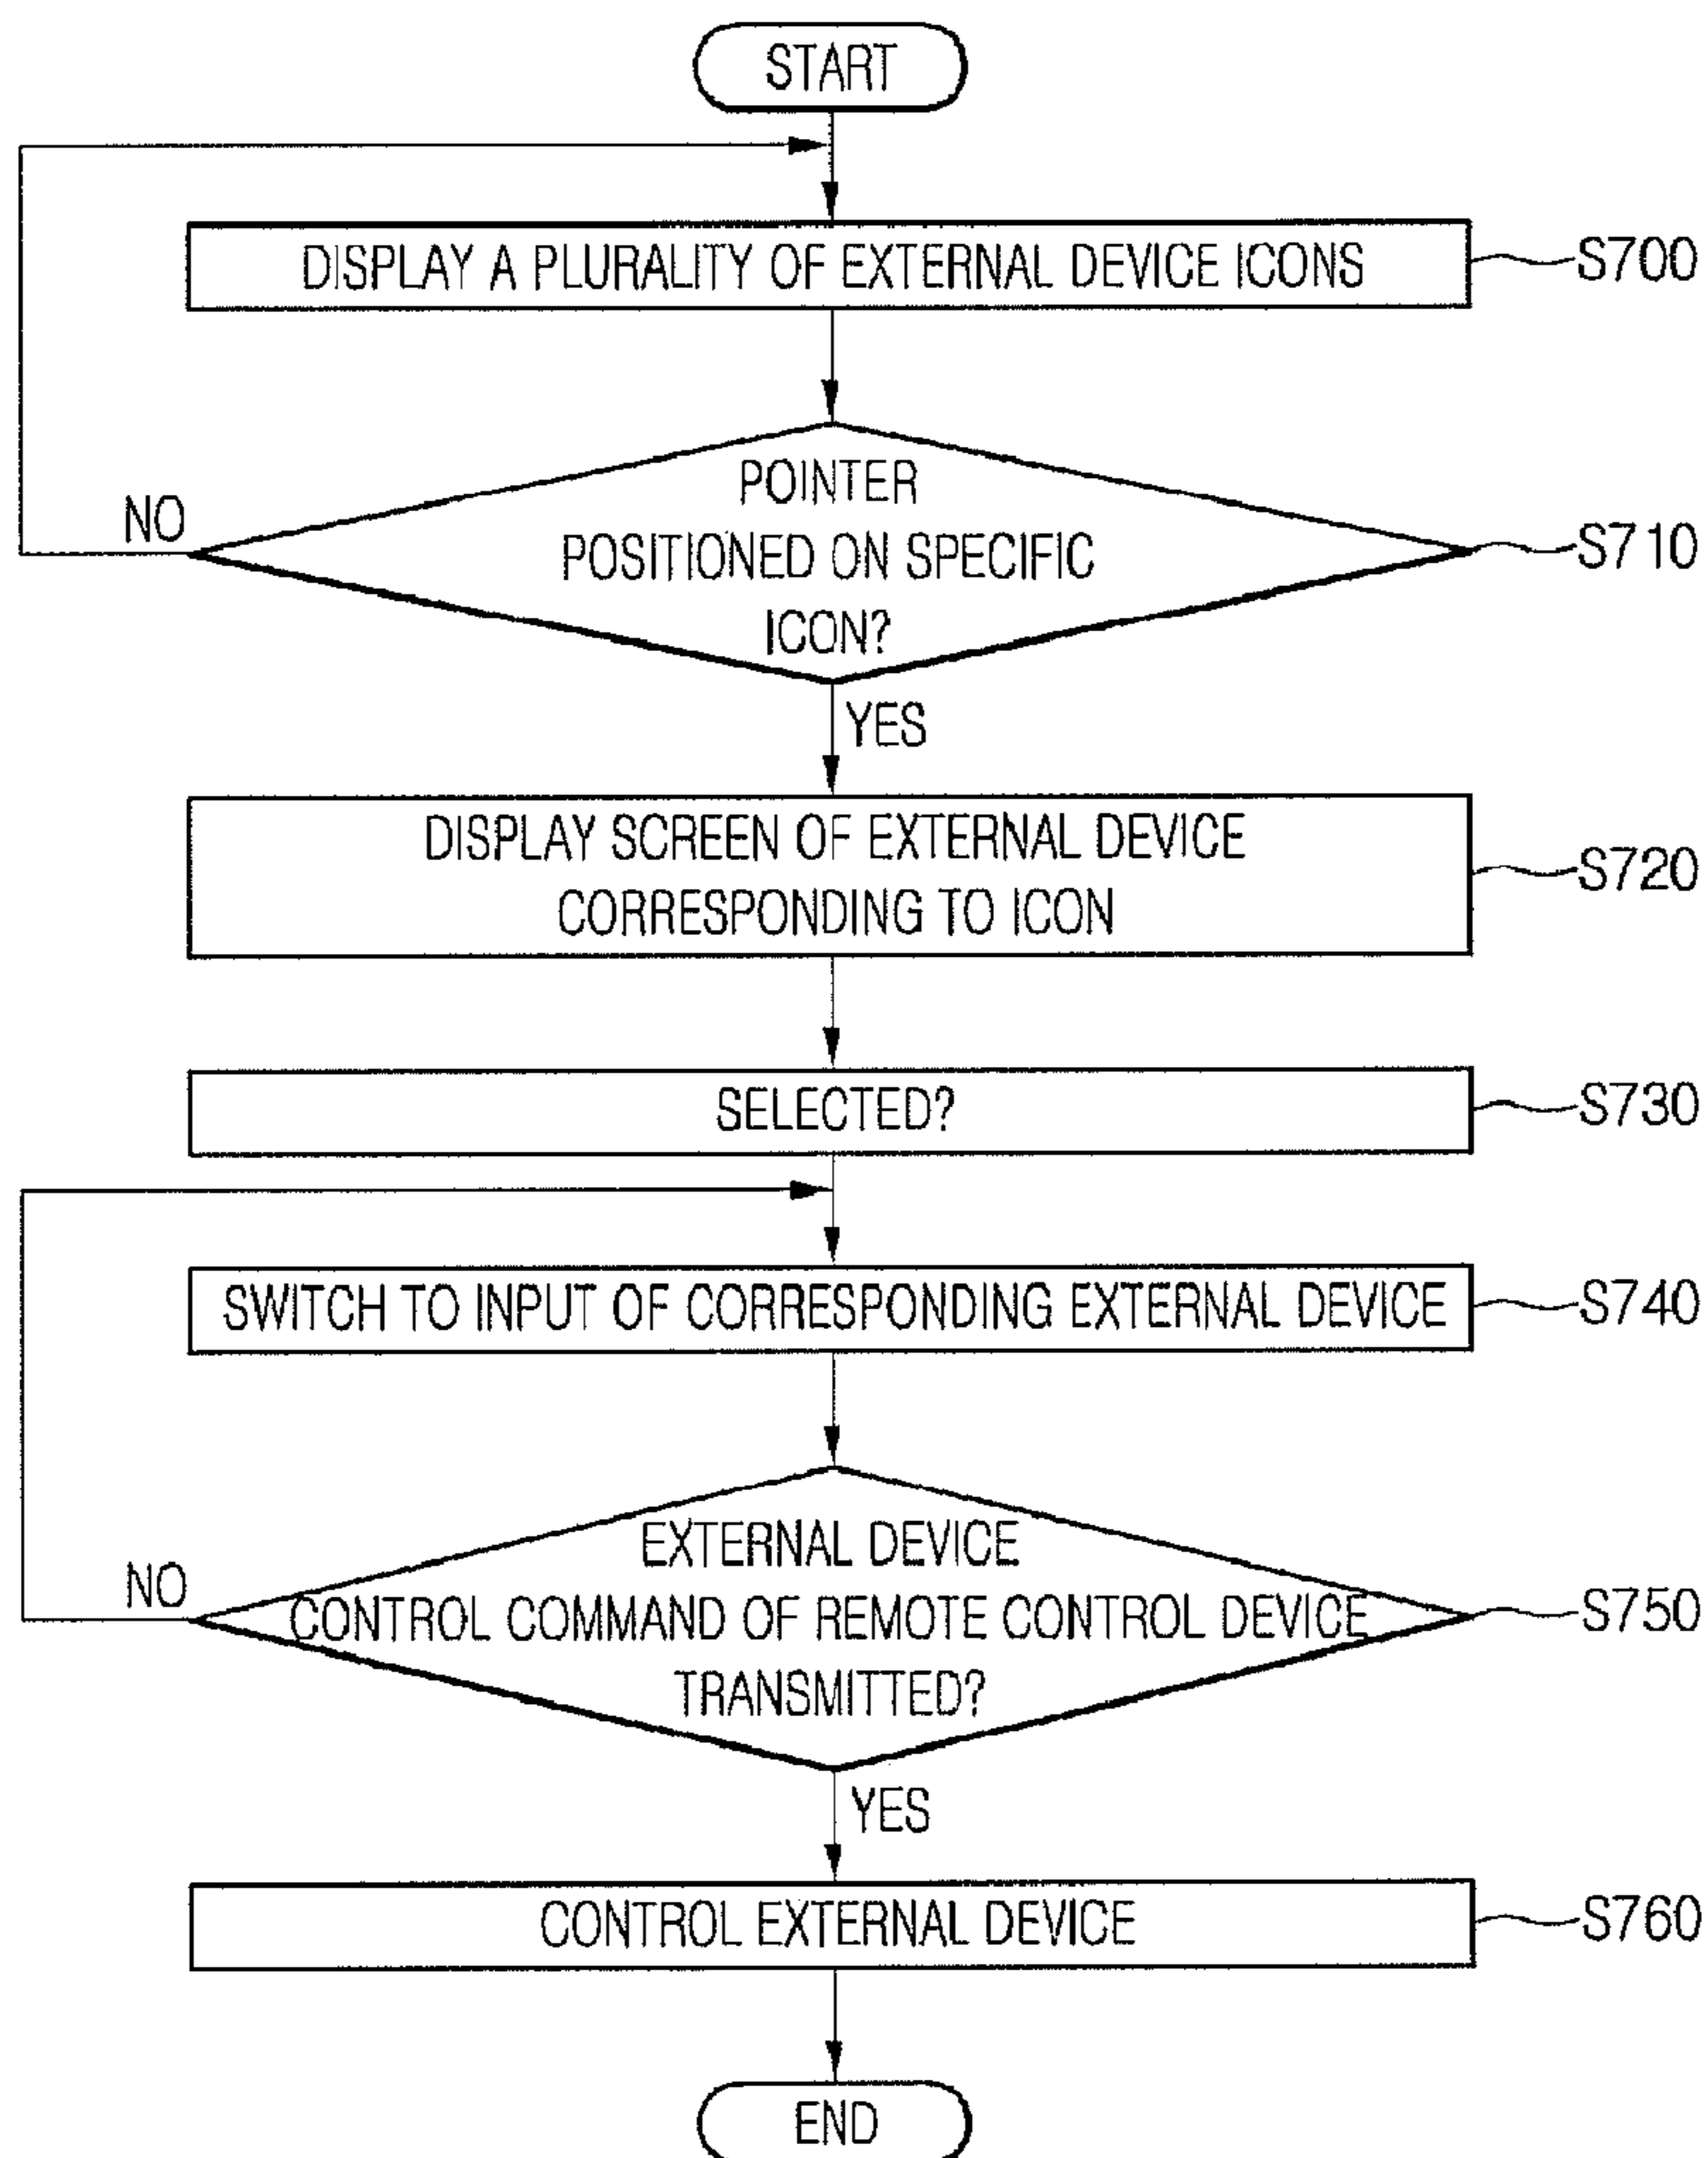 START
DISPLAY A PLURALITY OF EXTERNAL DEVICE ICONS
S700
POINTER
POSITIONED ON SPECIFIC
ICON?
NO
S710
YES
DISPLAY SCREEN OF EXTERNAL DEVICE
CORRESPONDING TO ICON
S720
SELECTED?
S730
SWITCH TO INPUT OF CORRESPONDING EXTERNAL DEVICE
S740
EXTERNAL DEVICE
CONTROL COMMAND OF REMOTE CONTROL DEVICE
TRANSMITTED?
NO
S750
YES
CONTROL EXTERNAL DEVICE
S760
END